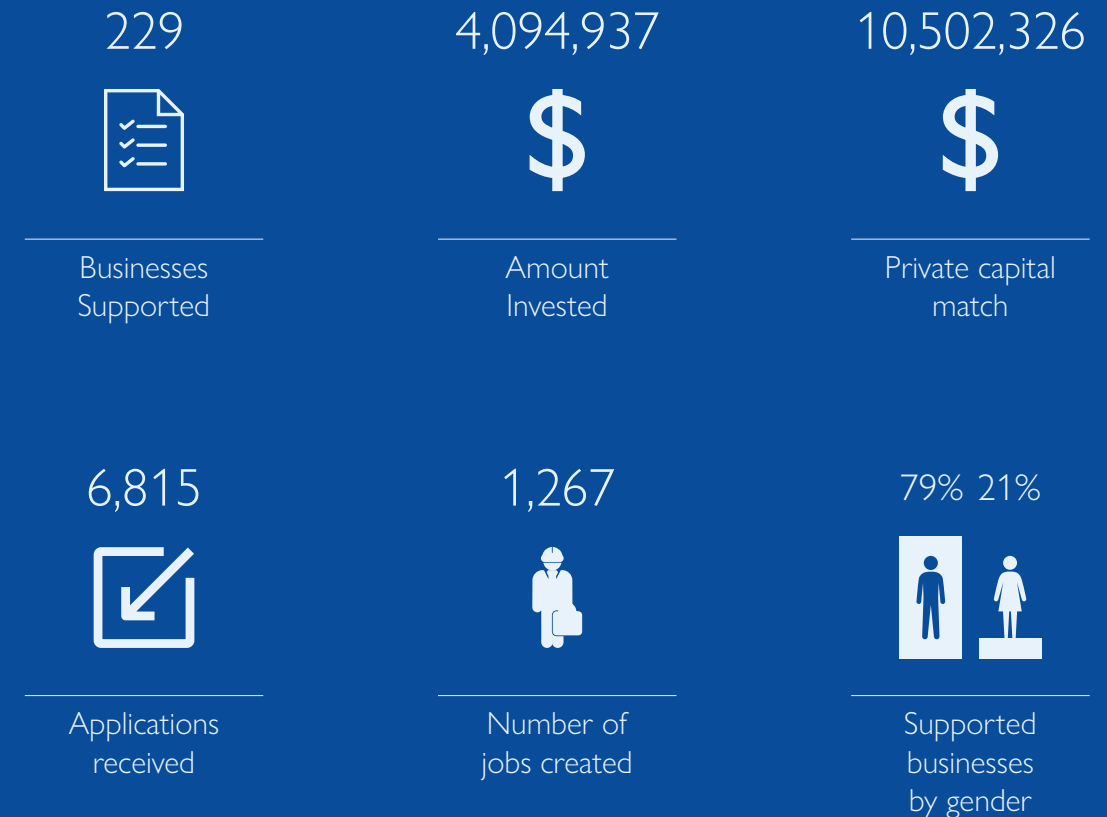 229
4,094,937
10,502,326
$
$
Businesses
Supported
Amount
Invested
Private capital
match
6,815
1,267
79% 21%
Applications
received
Number of
jobs created
Supported
businesses
by gender